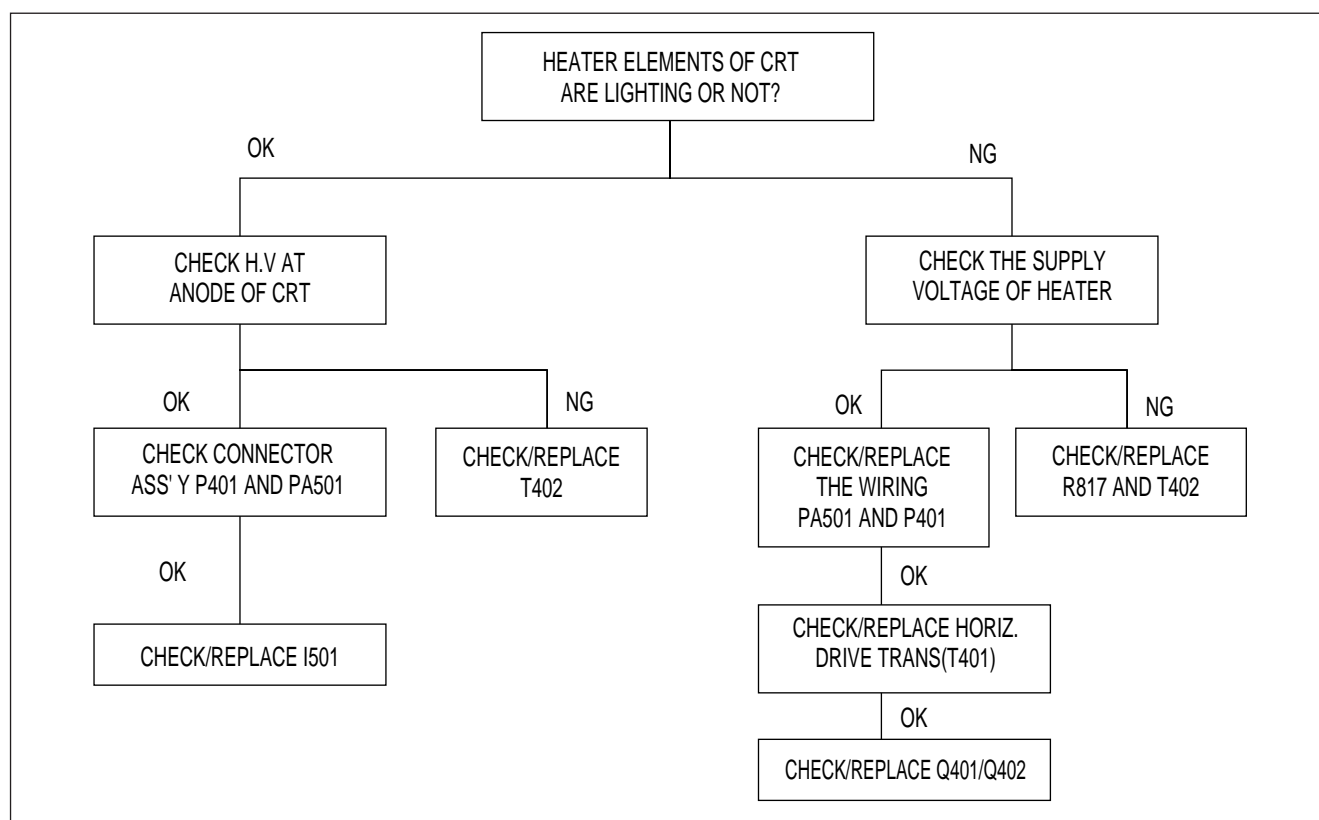 HEATER ELEMENTS OF CRT
ARE LIGHTING OR NOT?
OK
NG
CHECK H.V AT
ANODE OF CRT
CHECK THE SUPPLY
VOLTAGE OF HEATER
OK
NG
OK
NG
CHECK CONNECTOR
ASS' Y P401 AND PA501
CHECK/REPLACE
T402
CHECK/REPLACE
THE WIRING
PA501 AND P401
CHECK/REPLACE
R817 AND T402
OK
OK
CHECK/REPLACE I501
CHECK/REPLACE HORIZ.
DRIVE TRANS(T401)
OK
CHECK/REPLACE Q401/Q402